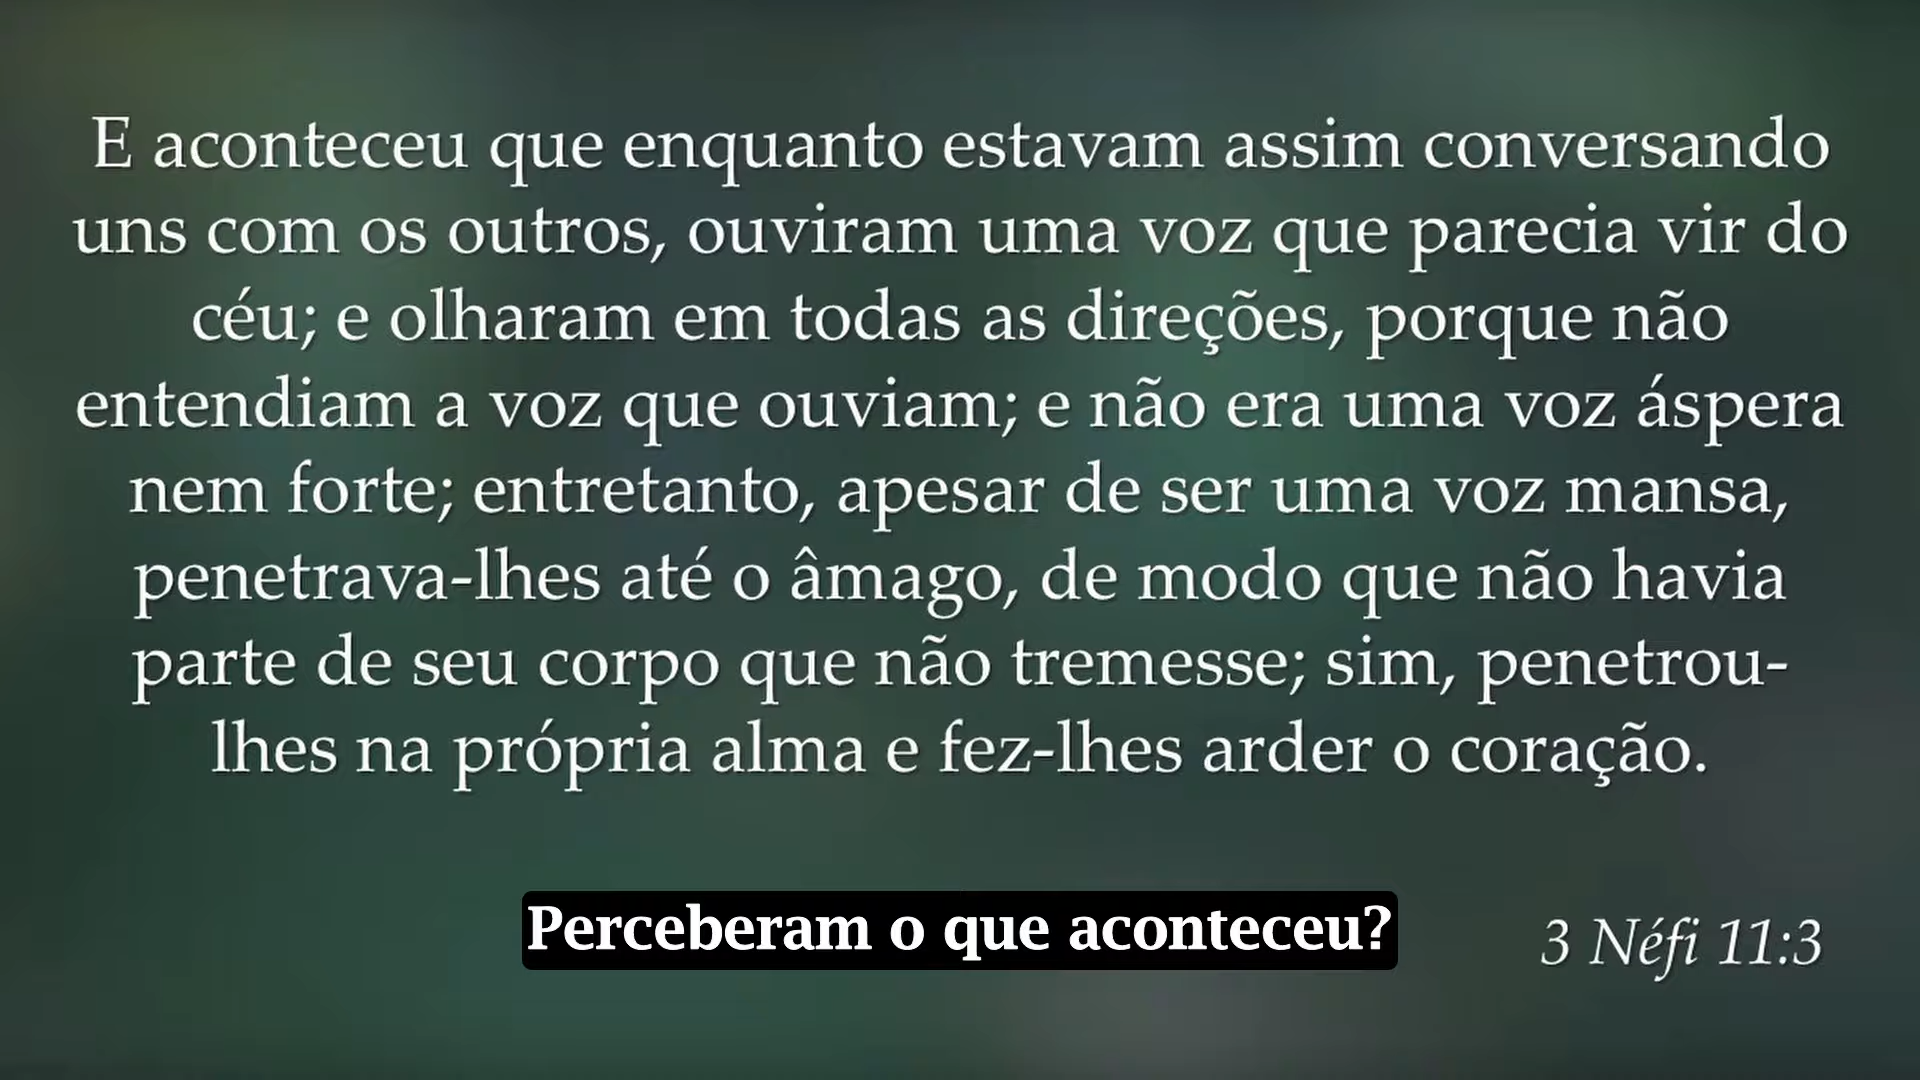 E aconteceu que enquanto estavam assim conversando
uns com os outros, ouviram uma voz que parecia vir do
céu; e olharam em todas as direções, porque não
entendiam a voz que ouviam; e não era uma voz áspera
nem forte; entretanto, apesar de ser uma voz mansa,
penetrava-lhes até o âmago, de modo que não havia
parte de seu corpo que não tremesse; sim, penetrou-
lhes na própria alma e fez-lhes arder o coração.
Perceberam o que aconteceu?
3 Néfi 11:3